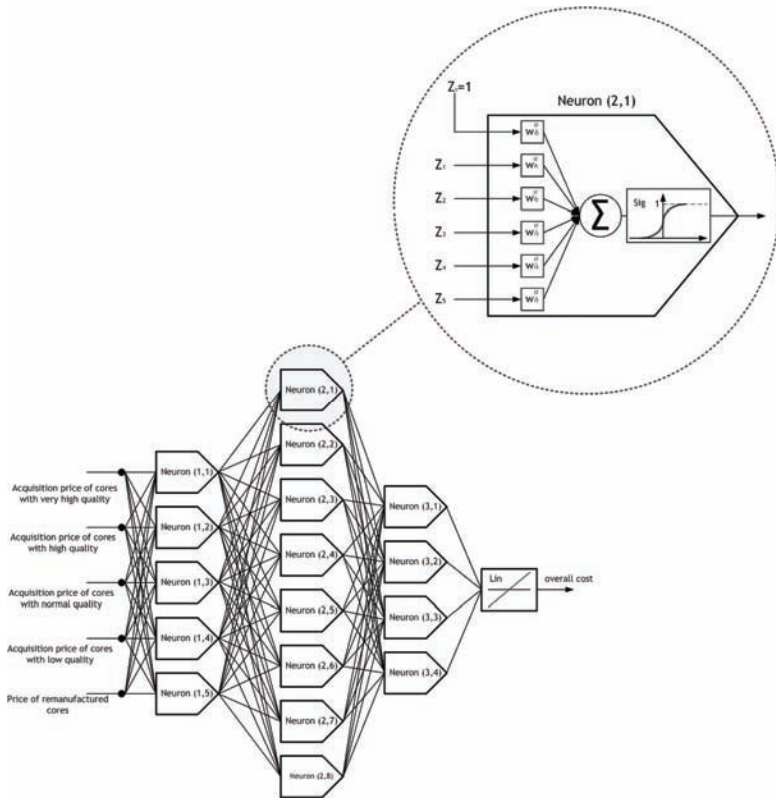 Z₀=1
Neuron (2,1)
Z₁
Z₂
Z₃
Z₄
Z₅
Σ
Sig
1
Neuron (2,1)
Neuron (2,2)
Neuron (2,3)
Neuron (2,4)
Neuron (2,5)
Neuron (2,6)
Neuron (2,7)
Neuron (2,8)
Neuron (1,1)
Neuron (1,2)
Neuron (1,3)
Neuron (1,4)
Neuron (1,5)
Neuron (3,1)
Neuron (3,2)
Neuron (3,3)
Neuron (3,4)
Acquisition price of cores
with very high quality
Acquisition price of cores
with high quality
Acquisition price of cores
with normal quality
Acquisition price of cores
with low quality
Price of remanufactured
cores
Lin
overall cost